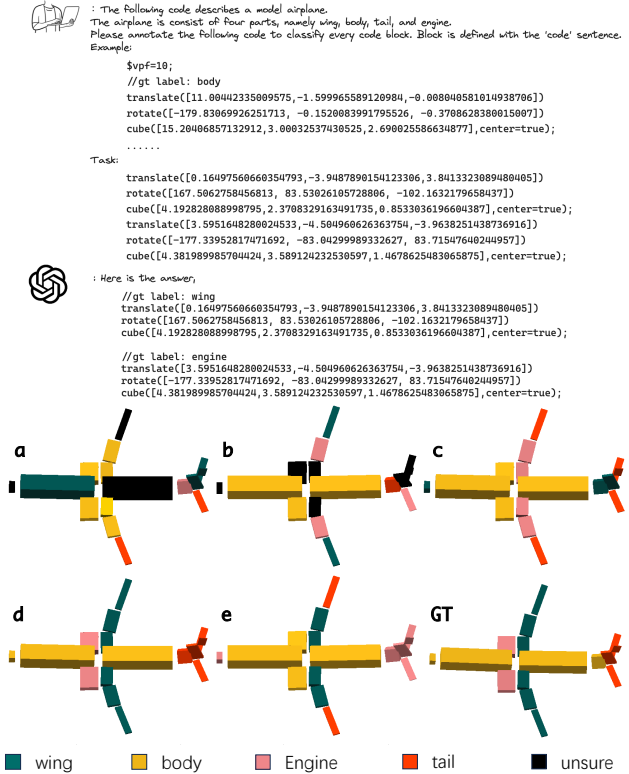 : The following code describes a model airplane.
The airplane is consist of four parts, namely wing, body, tail, and engine.
Please annotate the following code to classify every code block. Block is defined with the 'code' sentence.
Example:
$vpf=10;
//gt label: body
translate([11.00442335009575,-1.599965589120984,-0.008040581014938706])
rotate([-179.83069926251713, -0.1520083991795526, -0.3708628380015007])
cube([15.20406857132912,3.00032537430525,2.690025586634877],center=true);
......
Task:
translate([0.16497560660354793,-3.9487890154123306,3.8413323089480405])
rotate([167.5062758456813, 83.53026105728806, -102.1632179658437])
cube([4.192828088998795,2.3708329163491735,0.8533036196604387],center=true);
translate([3.5951648280024533,-4.504960626363754,-3.9638251438736916])
rotate([-177.33952817471692, -83.04299989332627, 83.71547640244957])
cube([4.381989985704424,3.589124232530597,1.4678625483065875],center=true);
: Here is the answer,
//gt label: wing
translate([0.16497560660354793,-3.9487890154123306,3.8413323089480405])
rotate([167.5062758456813, 83.53026105728806, -102.1632179658437])
cube([4.192828088998795,2.3708329163491735,0.8533036196604387],center=true);
//gt label: engine
translate([3.5951648280024533,-4.504960626363754,-3.9638251438736916])
rotate([-177.33952817471692, -83.04299989332627, 83.71547640244957])
cube([4.381989985704424,3.589124232530597,1.4678625483065875],center=true);
a
b
c
d
e
GT
wing
body
Engine
tail
unsure